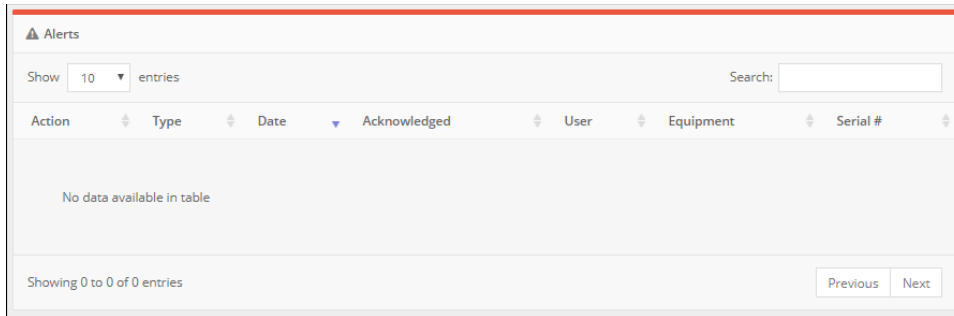 Alerts
Show 10 entries Search:
Action Type Date Acknowledged User Equipment Serial #
No data available in table
Showing 0 to 0 of 0 entries Previous Next